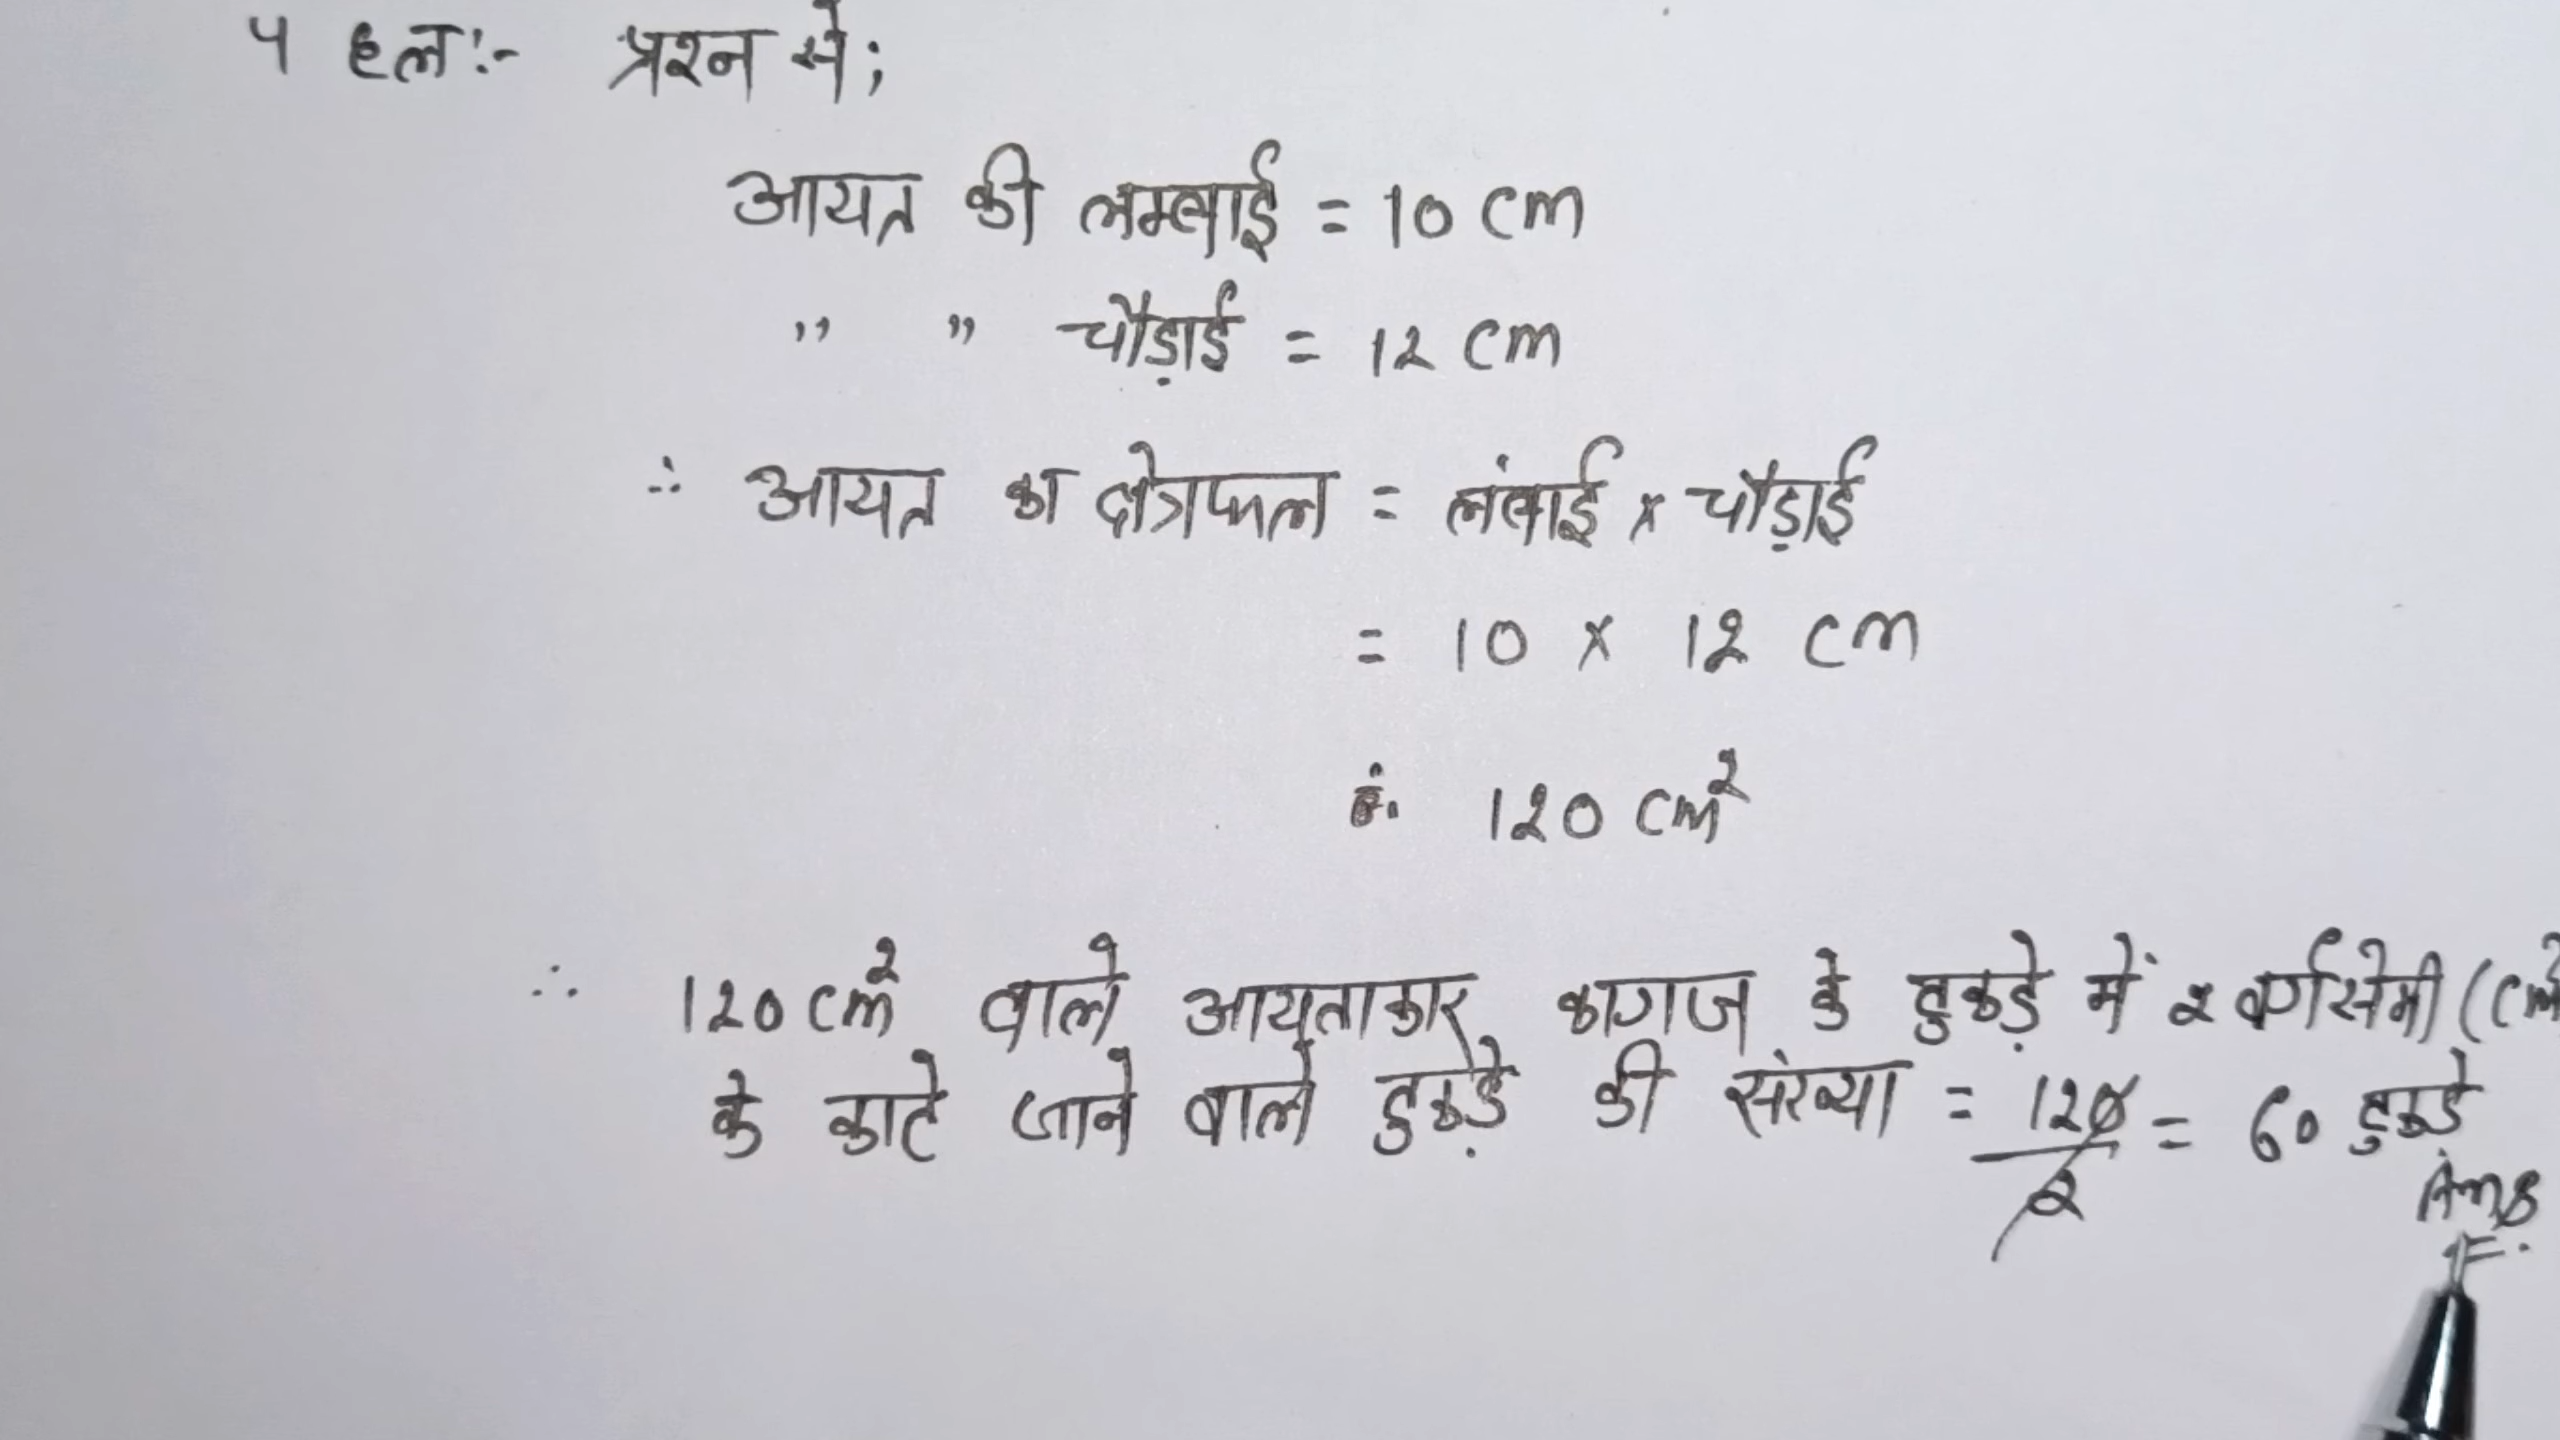 4 हल:- प्रश्न से;
आयत की लम्बाई = 10 cm
" " चौड़ाई = 12 cm
∴ आयत का क्षेत्रफल = लंबाई × चौड़ाई
= 10 × 12 cm
∴ 120 cm²
∴ 120 cm² वाले आयताकार कागज के टुकड़े में 2 वर्गसेमी (cm²
के काटे जाने वाले टुकड़े की संख्या = 120/2 = 60 टुकड़े
Ans.